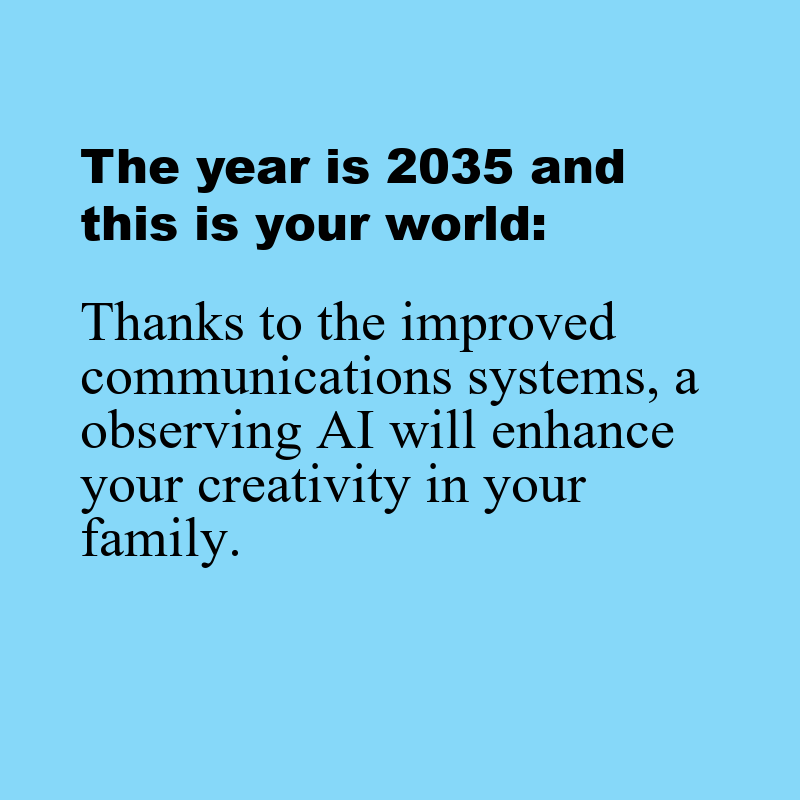 The year is 2035 and
this is your world:
Thanks to the improved
communications systems, a
observing AI will enhance
your creativity in your
family.